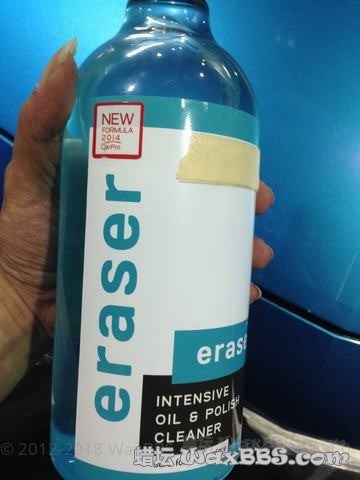 NEW
FORMULA
2014
CarPro
eraser
erase
INTENSIVE
OIL & POLISH
CLEANER
© 2012-2018
蜡坛 WaxBBS.com